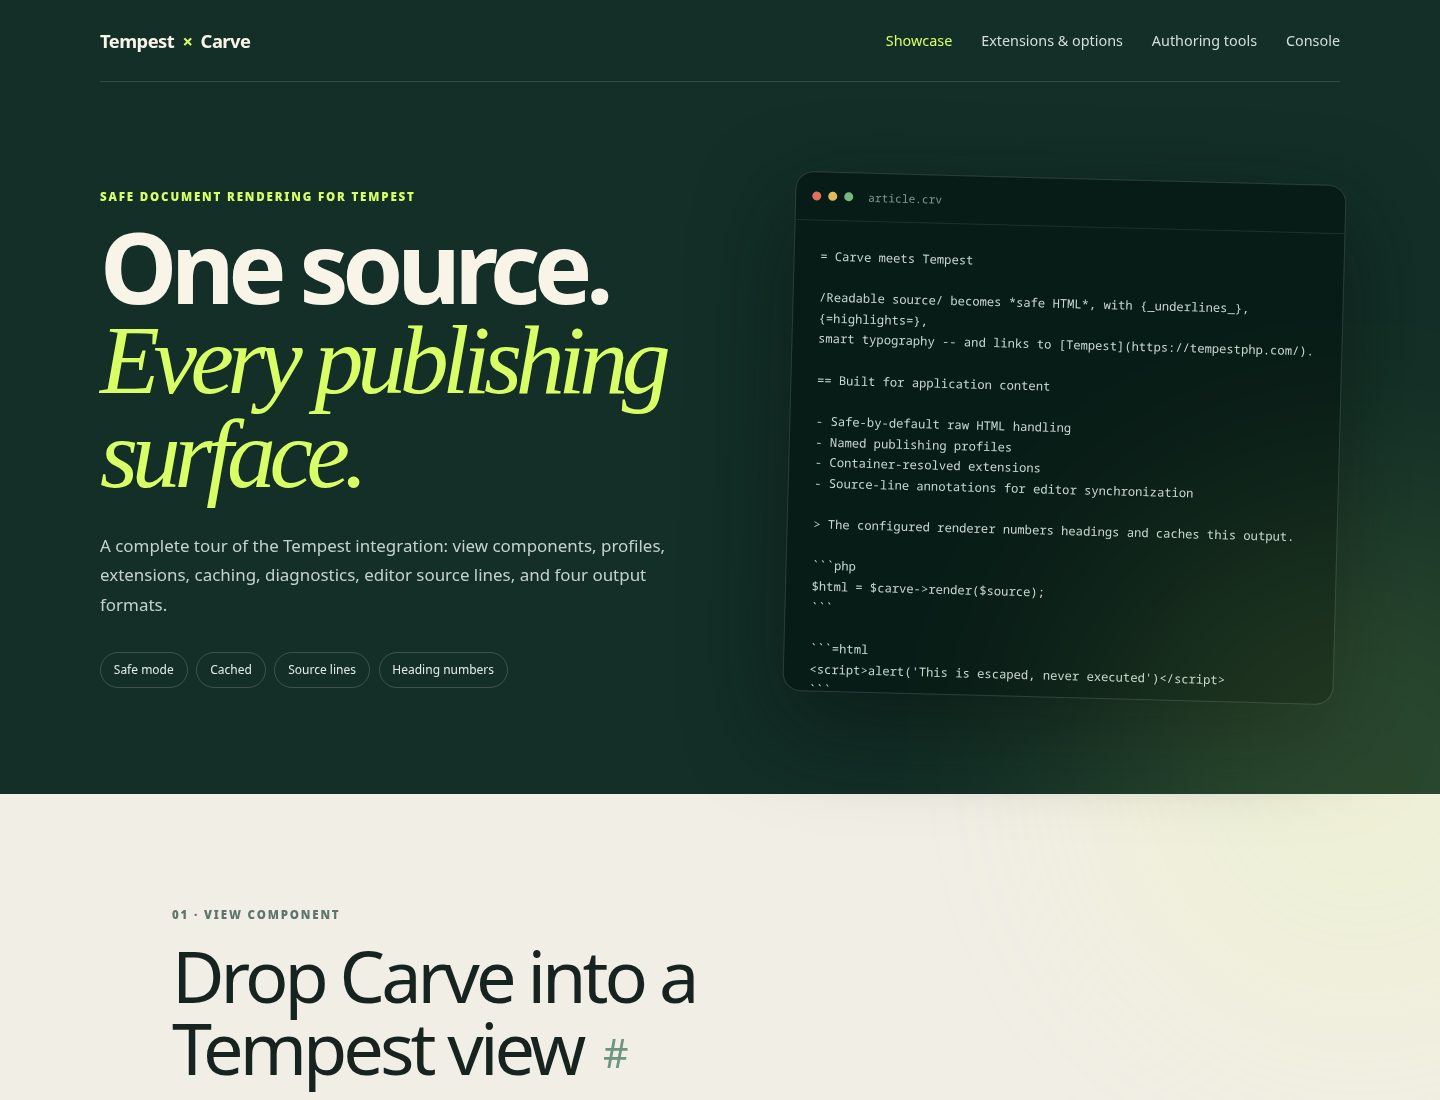 Tempest × Carve
Showcase
Extensions & options
Authoring tools
Console
SAFE DOCUMENT RENDERING FOR TEMPEST
One source.
Every publishing
surface.
A complete tour of the Tempest integration: view components, profiles,
extensions, caching, diagnostics, editor source lines, and four output
formats.
Safe mode
Cached
Source lines
Heading numbers
article.crv
= Carve meets Tempest
/Readable source/ becomes *safe HTML*, with {_underlines_},
{=highlights=},
smart typography -- and links to [Tempest](https://tempestphp.com/).
== Built for application content
- Safe-by-default raw HTML handling
- Named publishing profiles
- Container-resolved extensions
- Source-line annotations for editor synchronization
> The configured renderer numbers headings and caches this output.
```php
$html = $carve->render($source);
```
```=html
<script>alert('This is escaped, never executed')</script>
```
01 · VIEW COMPONENT
Drop Carve into a
Tempest view #